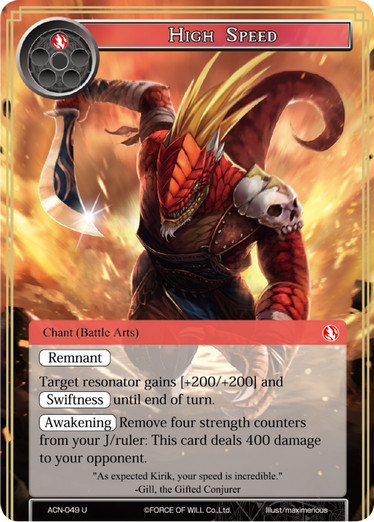 High Speed
Chant (Battle Arts)
Remnant
Target resonator gains [+200/+200] and
Swiftness until end of turn.
Awakening Remove four strength counters
from your J/ruler: This card deals 400 damage
to your opponent.
"As expected Kirik, your speed is incredible."
-Gill, the Gifted Conjurer
ACN-049 U ©FORCE OF WILL Co.,Ltd. Illust/maximenous